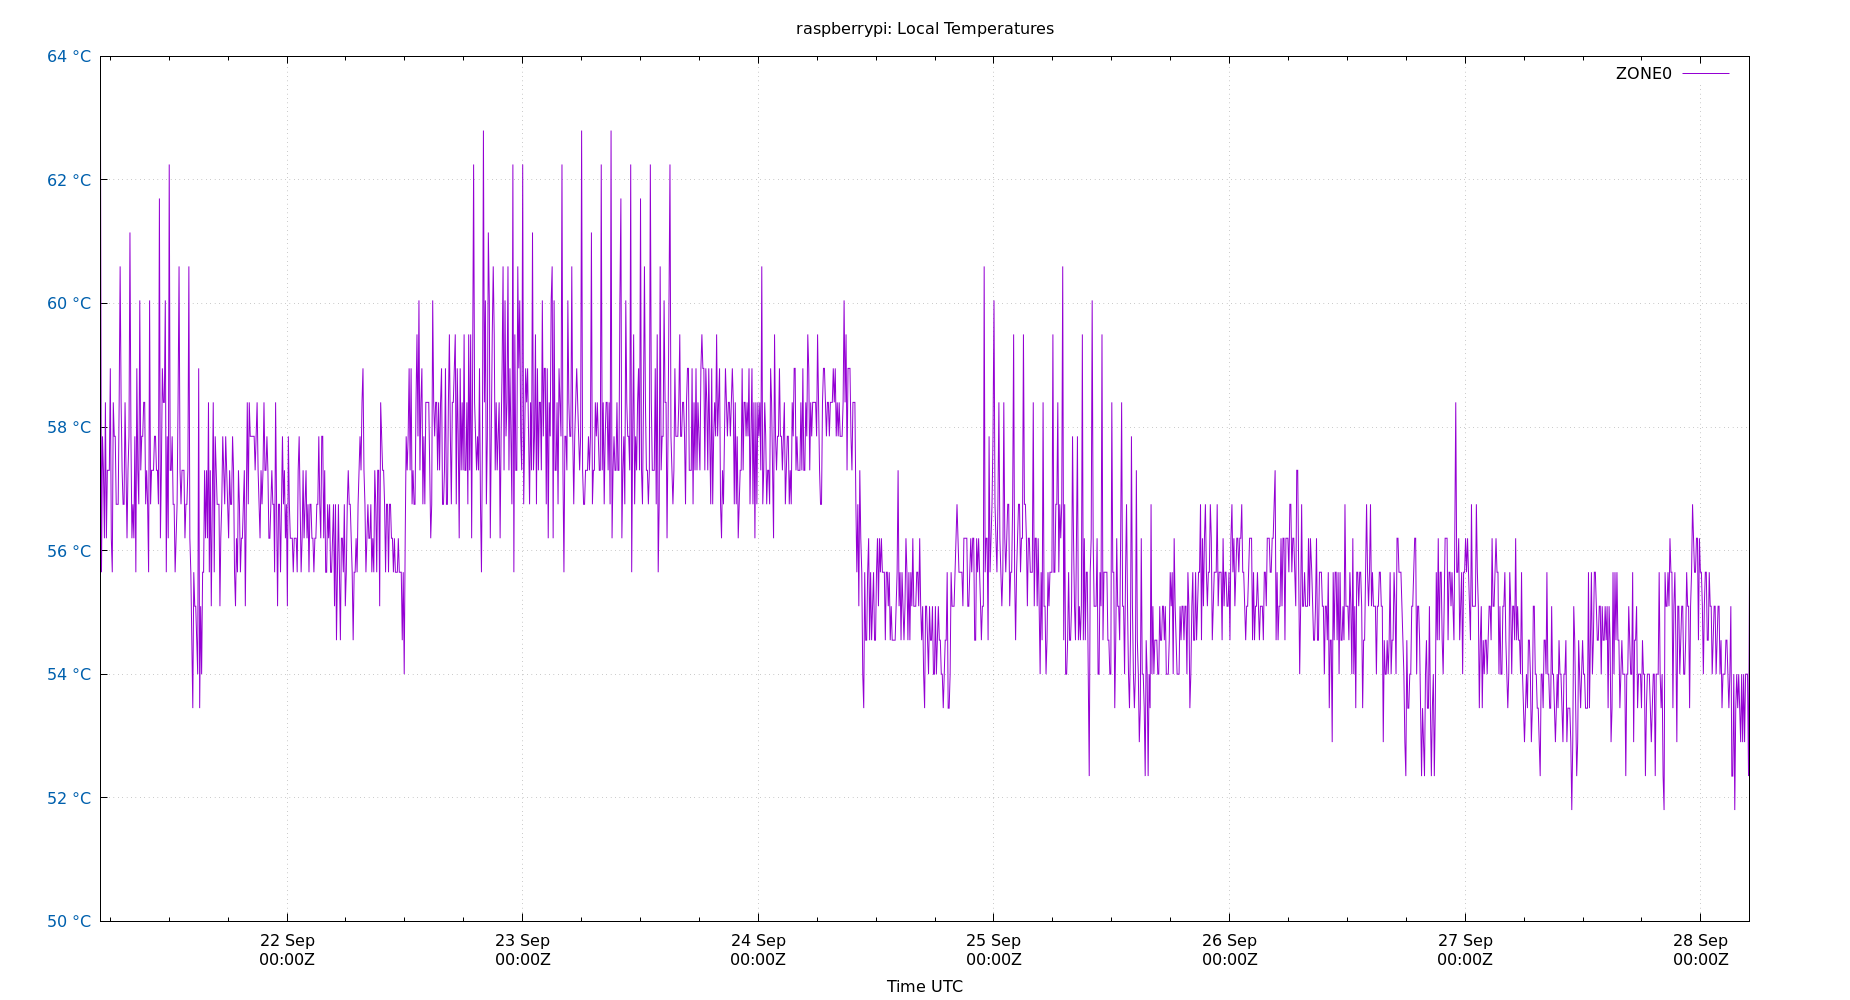 raspberrypi: Local Temperatures
64 °C
ZONE0
62 °C
60 °C
58 °C
56 °C
54 °C
52 °C
50 °C
22 Sep 23 Sep 24 Sep 25 Sep 26 Sep 27 Sep 28 Sep
00:00Z 00:00Z 00:00Z 00:00Z 00:00Z 00:00Z 00:00Z
Time UTC